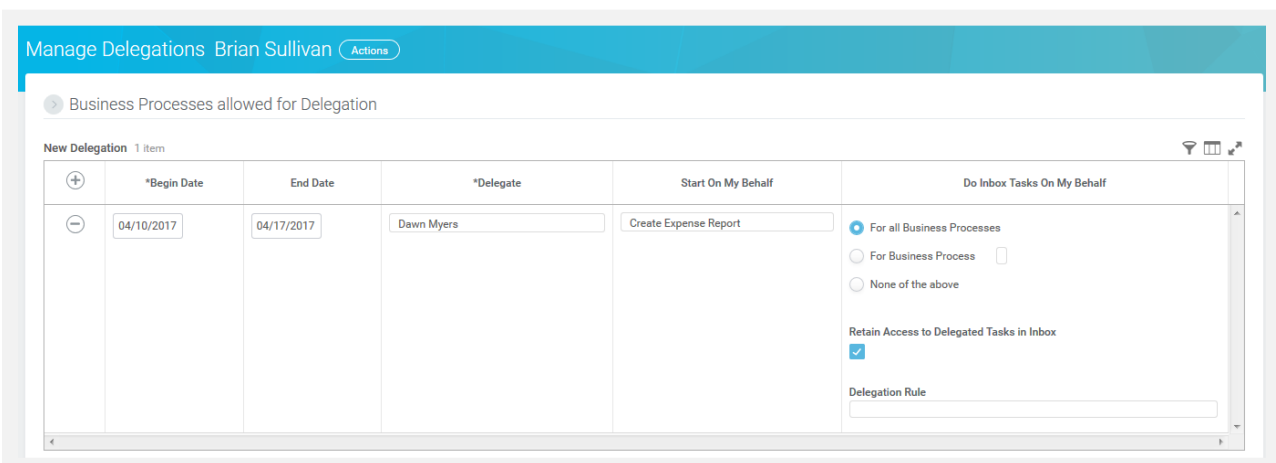 Manage Delegations Brian Sullivan Actions
Business Processes allowed for Delegation
New Delegation 1 item
*Begin Date End Date *Delegate Start On My Behalf Do Inbox Tasks On My Behalf
04/10/2017 04/17/2017 Dawn Myers Create Expense Report For all Business Processes
For Business Process
None of the above
Retain Access to Delegated Tasks in Inbox
Delegation Rule